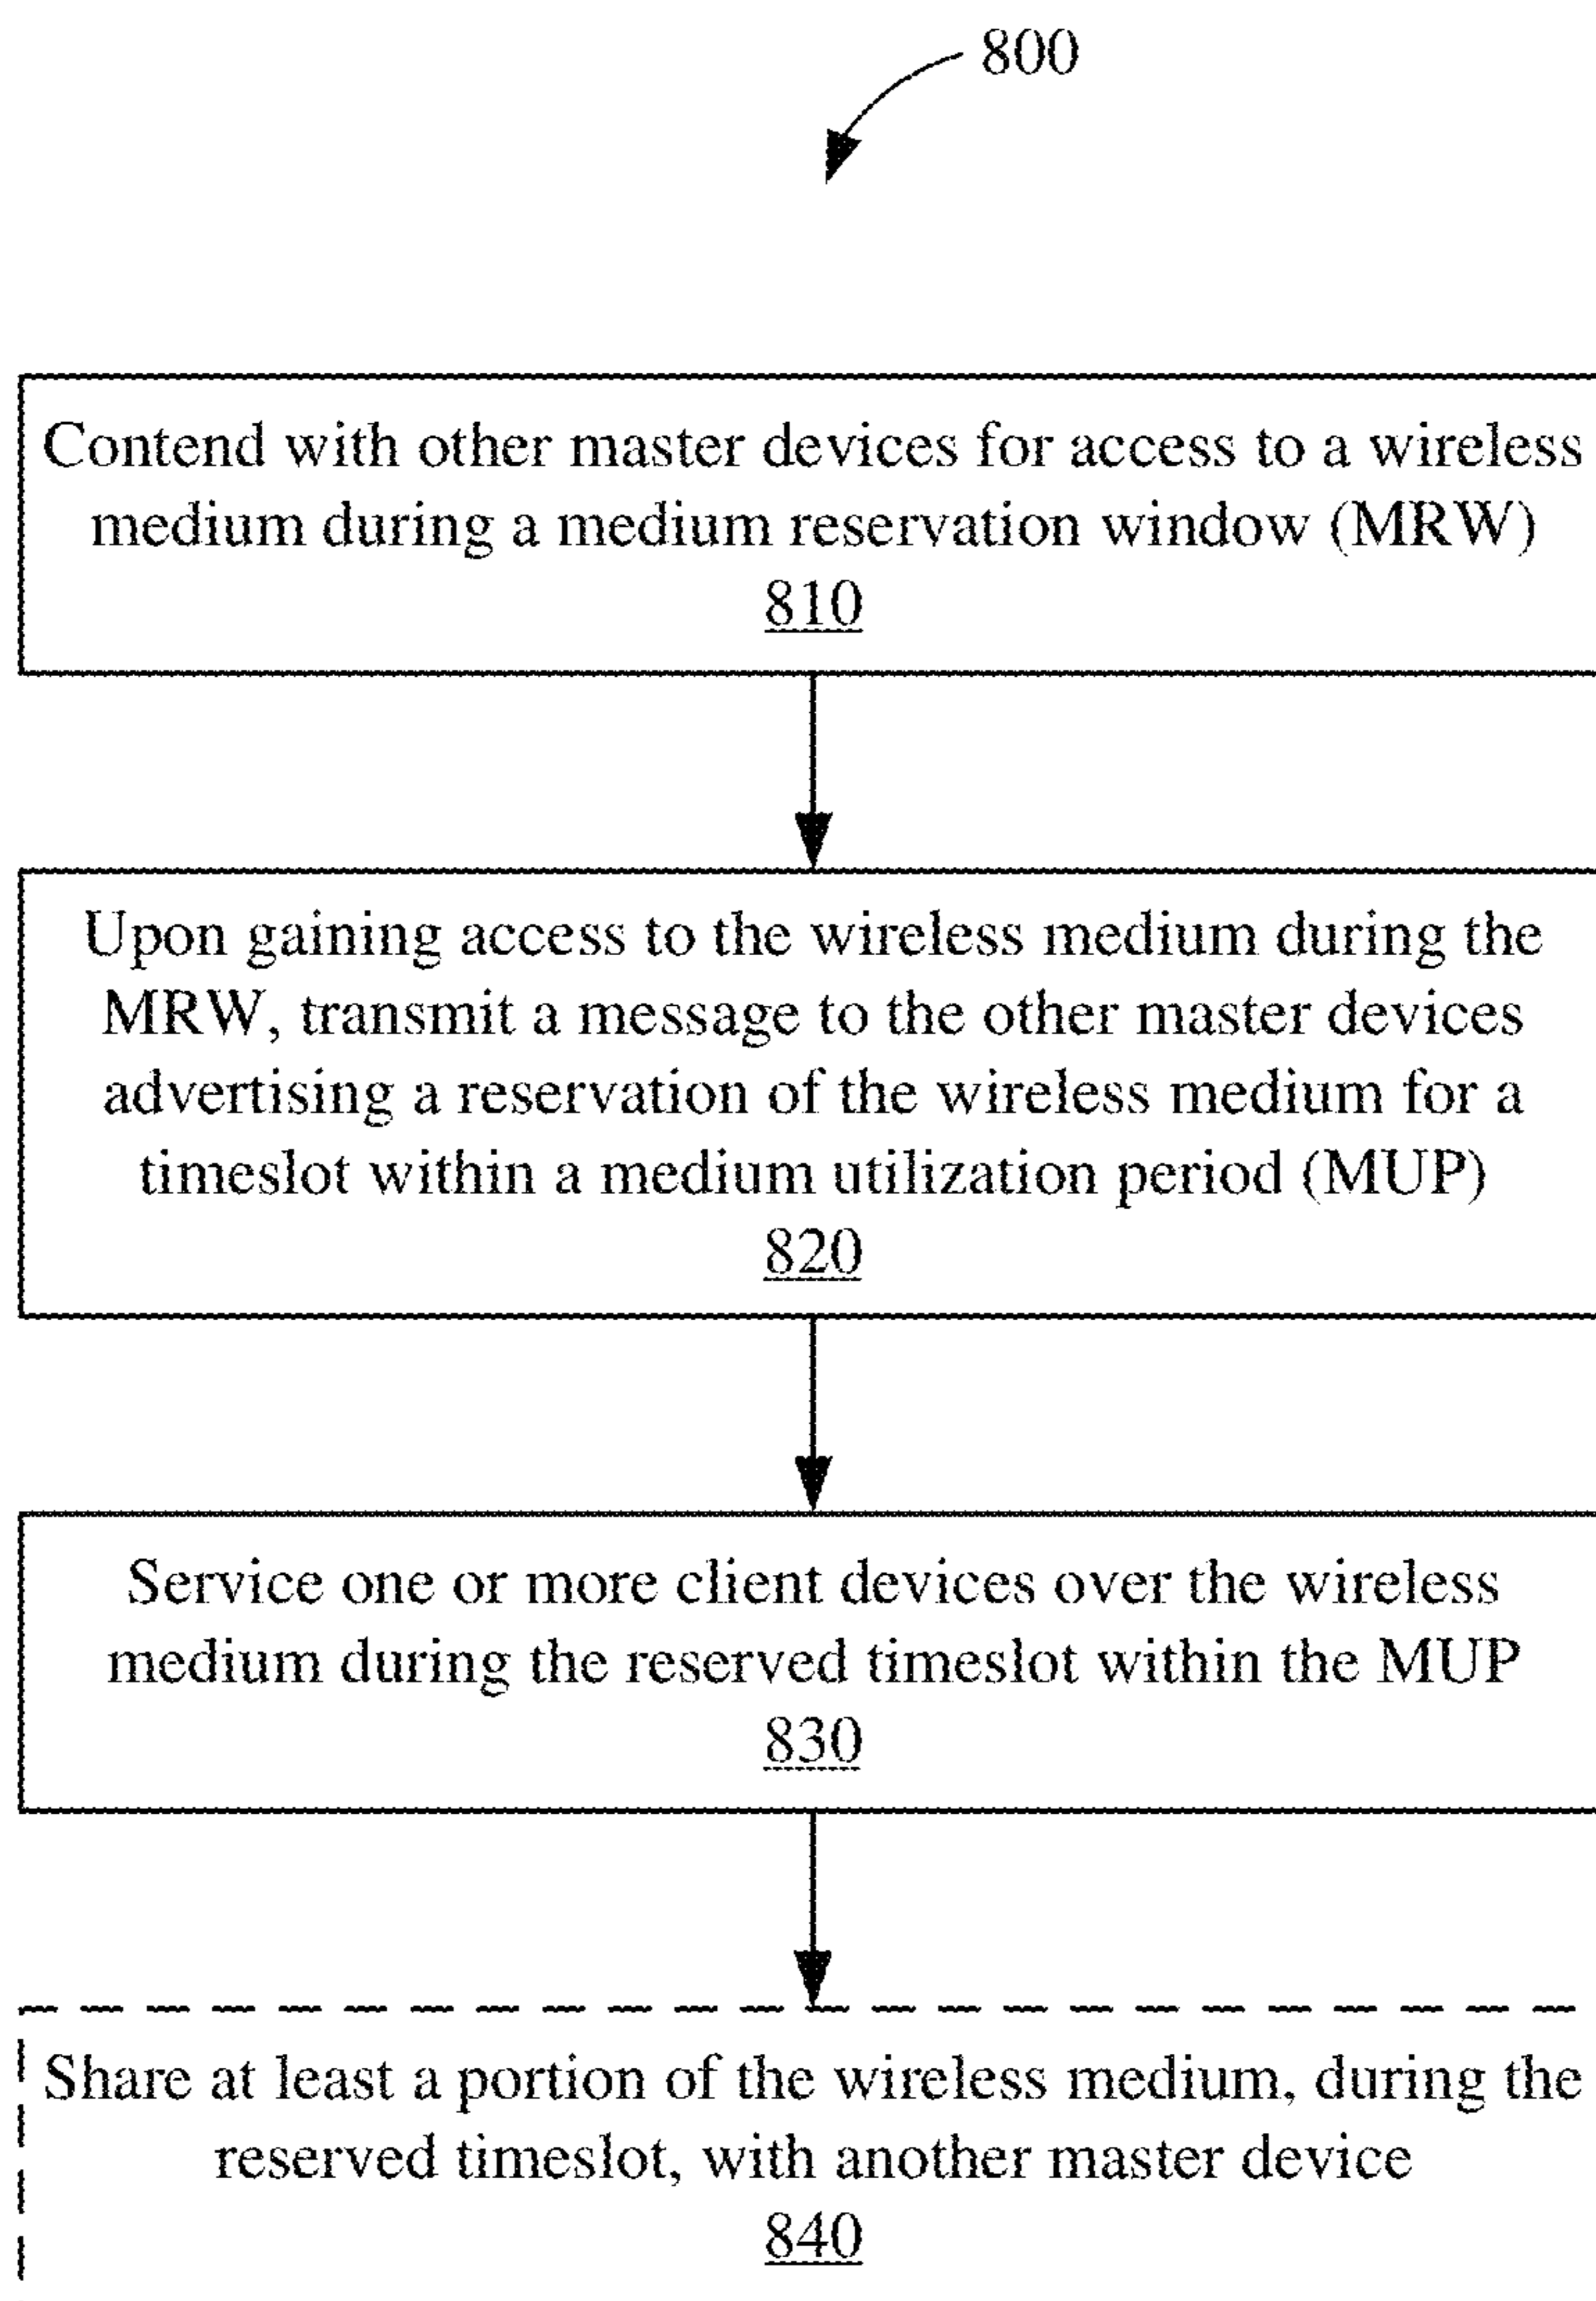 800
Contend with other master devices for access to a wireless
medium during a medium reservation window (MRW)
810
Upon gaining access to the wireless medium during the
MRW, transmit a message to the other master devices
advertising a reservation of the wireless medium for a
timeslot within a medium utilization period (MUP)
820
Service one or more client devices over the wireless
medium during the reserved timeslot within the MUP
830
Share at least a portion of the wireless medium, during the
reserved timeslot, with another master device
840